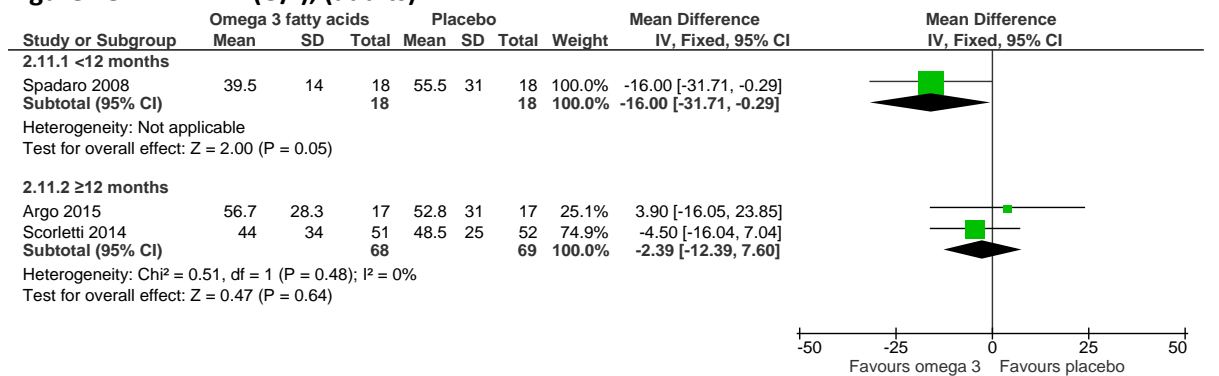 Omega 3 fatty acids Placebo Mean Difference Mean Difference
Study or Subgroup Mean SD Total Mean SD Total Weight IV, Fixed, 95% CI IV, Fixed, 95% CI
2.11.1 <12 months
Spadaro 2008 39.5 14 18 55.5 31 18 100.0% -16.00 [-31.71, -0.29]
Subtotal (95% CI) 18 18 100.0% -16.00 [-31.71, -0.29]
Heterogeneity: Not applicable
Test for overall effect: Z = 2.00 (P = 0.05)
2.11.2 ≥12 months
Argo 2015 56.7 28.3 17 52.8 31 17 25.1% 3.90 [-16.05, 23.85]
Scorletti 2014 44 34 51 48.5 25 52 74.9% -4.50 [-16.04, 7.04]
Subtotal (95% CI) 68 69 100.0% -2.39 [-12.39, 7.60]
Heterogeneity: Chi² = 0.51, df = 1 (P = 0.48); I² = 0%
Test for overall effect: Z = 0.47 (P = 0.64)
-50 -25 0 25 50
Favours omega 3 Favours placebo